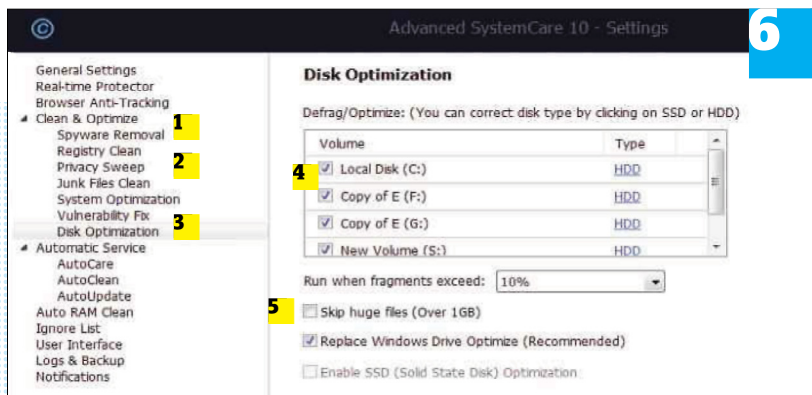 ©
Advanced SystemCare 10 - Settings
6
General Settings
Real-time Protector
Browser Anti-Tracking
Clean & Optimize
1
Spyware Removal
Registry Clean
2
Privacy Sweep
Junk Files Clean
System Optimization
Vulnerability Fix
3
Disk Optimization
Automatic Service
AutoCare
AutoClean
AutoUpdate
Auto RAM Clean
Ignore List
User Interface
Logs & Backup
Notifications
Disk Optimization
Defrag/Optimize: (You can correct disk type by clicking on SSD or HDD)
Volume Type
4 Local Disk (C:) HDD
Copy of E (F:) HDD
Copy of E (G:) HDD
New Volume (S:) HDD
Run when fragments exceed: 10%
5 Skip huge files (Over 1GB)
Replace Windows Drive Optimize (Recommended)
Enable SSD (Solid State Disk) Optimization